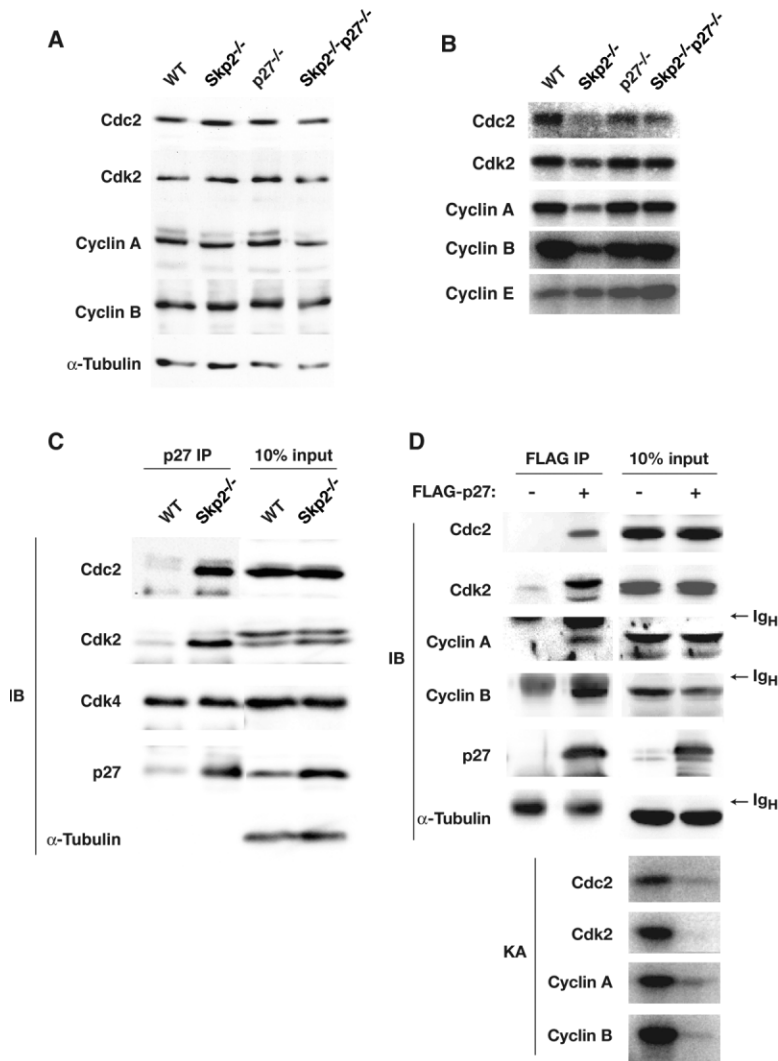 A
WT Skp2-/- p27-/- Skp2-/-p27-/-
Cdc2
Cdk2
Cyclin A
Cyclin B
α-Tubulin
B
WT Skp2-/- p27-/- Skp2-/-p27-/-
Cdc2
Cdk2
Cyclin A
Cyclin B
Cyclin E
C
p27 IP 10% input
WT Skp2-/- WT Skp2-/-
IB
Cdc2
Cdk2
Cdk4
p27
α-Tubulin
D
FLAG IP 10% input
FLAG-p27: - + - +
IB
Cdc2
Cdk2
← IgH
Cyclin A
← IgH
Cyclin B
p27
← IgH
α-Tubulin
KA
Cdc2
Cdk2
Cyclin A
Cyclin B